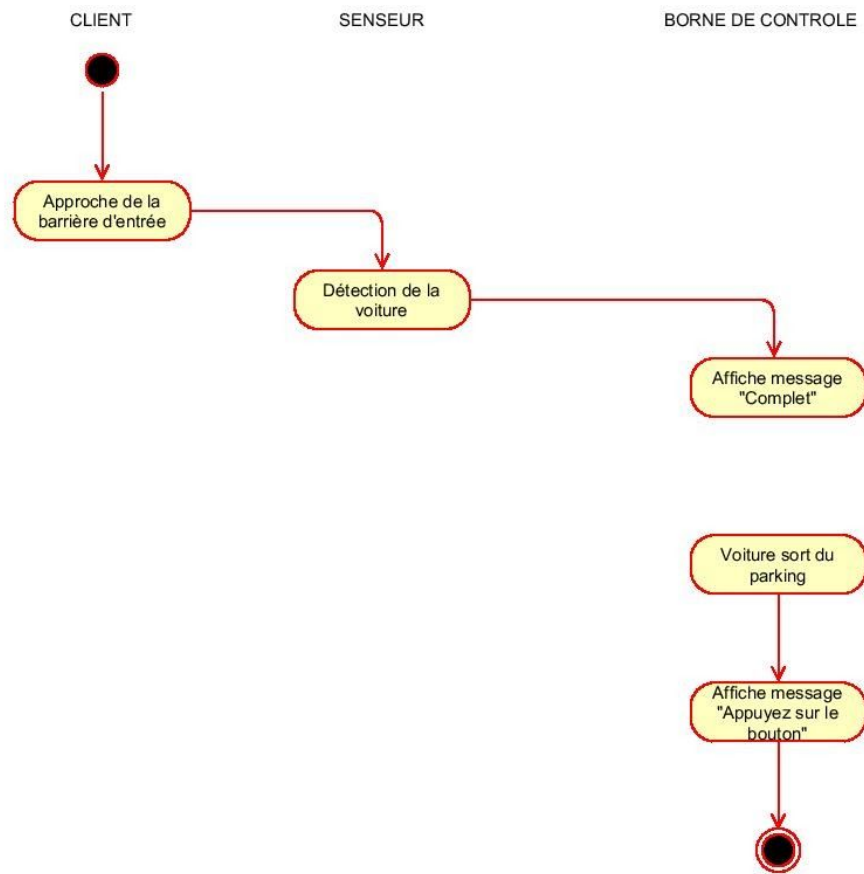 CLIENT
SENSEUR
BORNE DE CONTROLE
Approche de la
barrière d'entrée
Détection de la
voiture
Affiche message
"Complet"
Voiture sort du
parking
Affiche message
"Appuyez sur le
bouton"